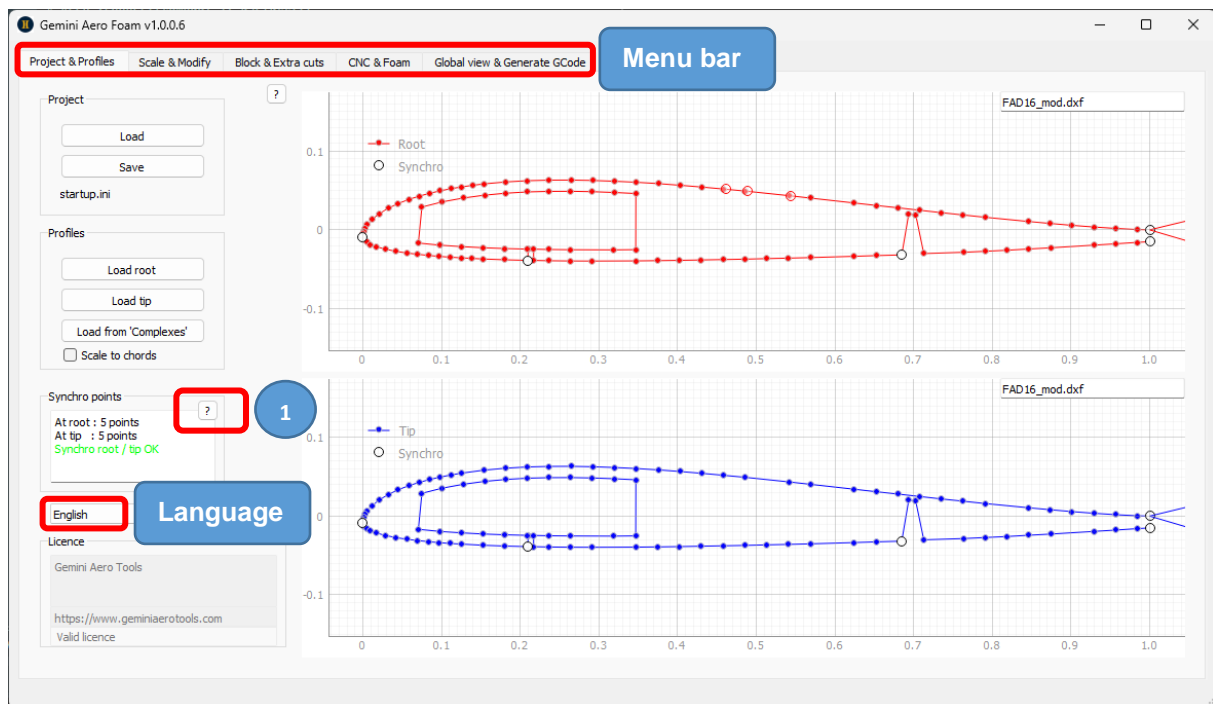 Gemini Aero Foam v1.0.0.6
Project & Profiles Scale & Modify Block & Extra cuts CNC & Foam Global view & Generate GCode
Menu bar
Project
?
Load
Save
startup.ini
Profiles
Load root
Load tip
Load from 'Complexes'
Scale to chords
Synchro points
?
1
At root : 5 points
At tip : 5 points
Synchro root / tip OK
English
Language
Licence
Gemini Aero Tools
https://www.geminiaerotools.com
Valid licence
FAD16_mod.dxf
Root
Synchro
0.1
0
-0.1
0 0.1 0.2 0.3 0.4 0.5 0.6 0.7 0.8 0.9 1.0
FAD16_mod.dxf
Tip
Synchro
0.1
0
-0.1
0 0.1 0.2 0.3 0.4 0.5 0.6 0.7 0.8 0.9 1.0